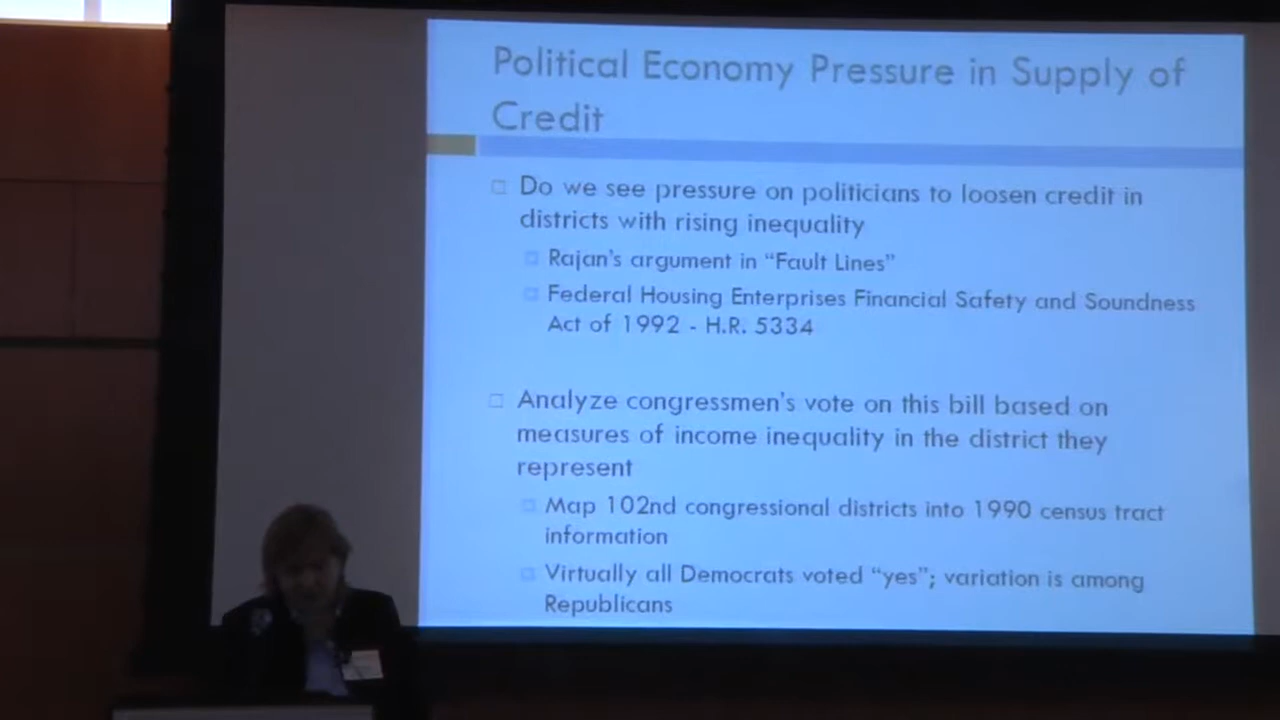 Political Economy Pressure in Supply of
Credit
Do we see pressure on politicians to loosen credit in
districts with rising inequality
Rajan's argument in "Fault Lines"
Federal Housing Enterprises Financial Safety and Soundness
Act of 1992 - H.R. 5334
Analyze congressmen's vote on this bill based on
measures of income inequality in the district they
represent
Map 102nd congressional districts into 1990 census tract
information
Virtually all Democrats voted "yes"; variation is among
Republicans